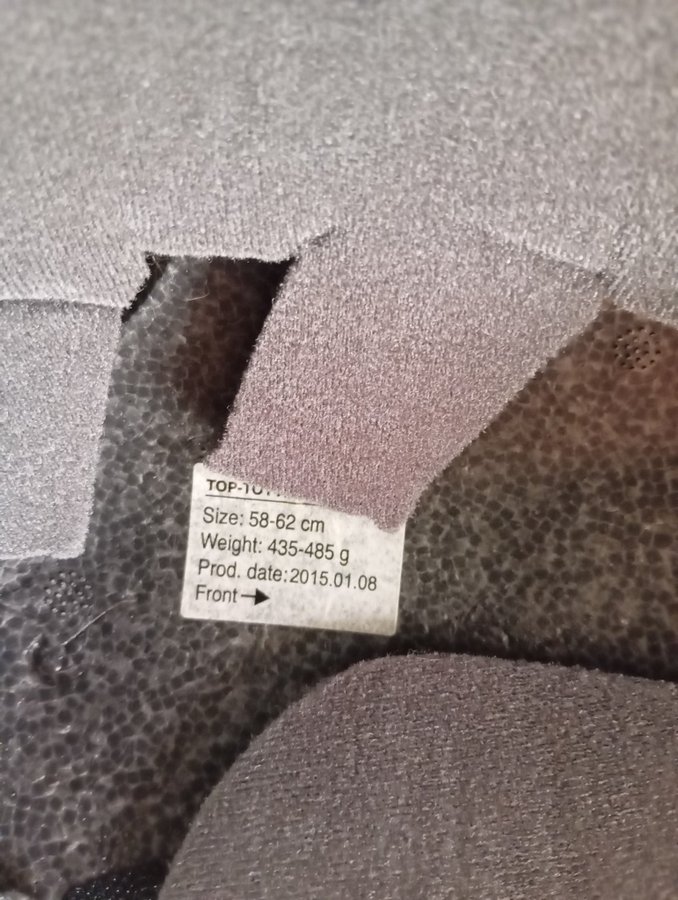 Size: 58-62 cm
Weight: 435-485 g
Prod. date:2015.01.08
Front